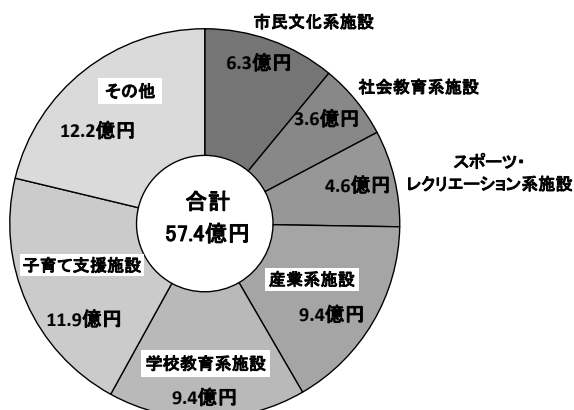 市民文化系施設
6.3億円
社会教育系施設
3.6億円
スポーツ・
レクリエーション系施設
4.6億円
産業系施設
9.4億円
学校教育系施設
9.4億円
子育て支援施設
11.9億円
その他
12.2億円
合計
57.4億円